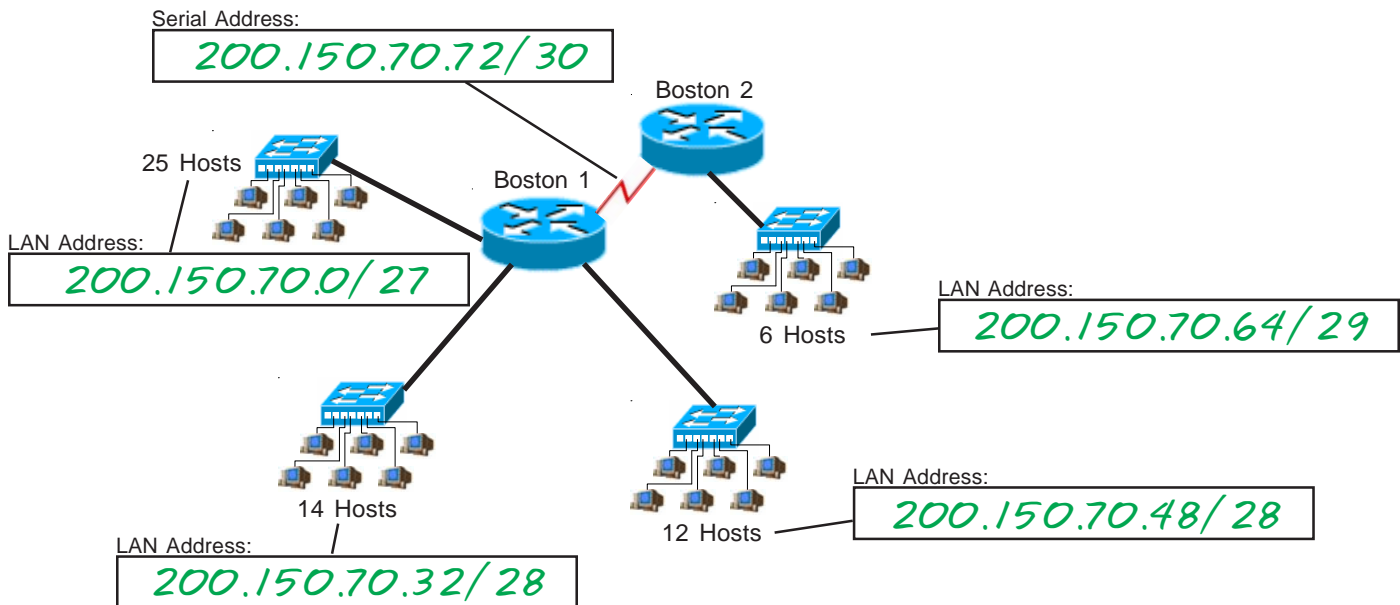 Serial Address:
200.150.70.72/30
Boston 2
25 Hosts
Boston 1
LAN Address:
200.150.70.0/27
LAN Address:
200.150.70.64/29
6 Hosts
14 Hosts
LAN Address:
200.150.70.48/28
12 Hosts
LAN Address:
200.150.70.32/28